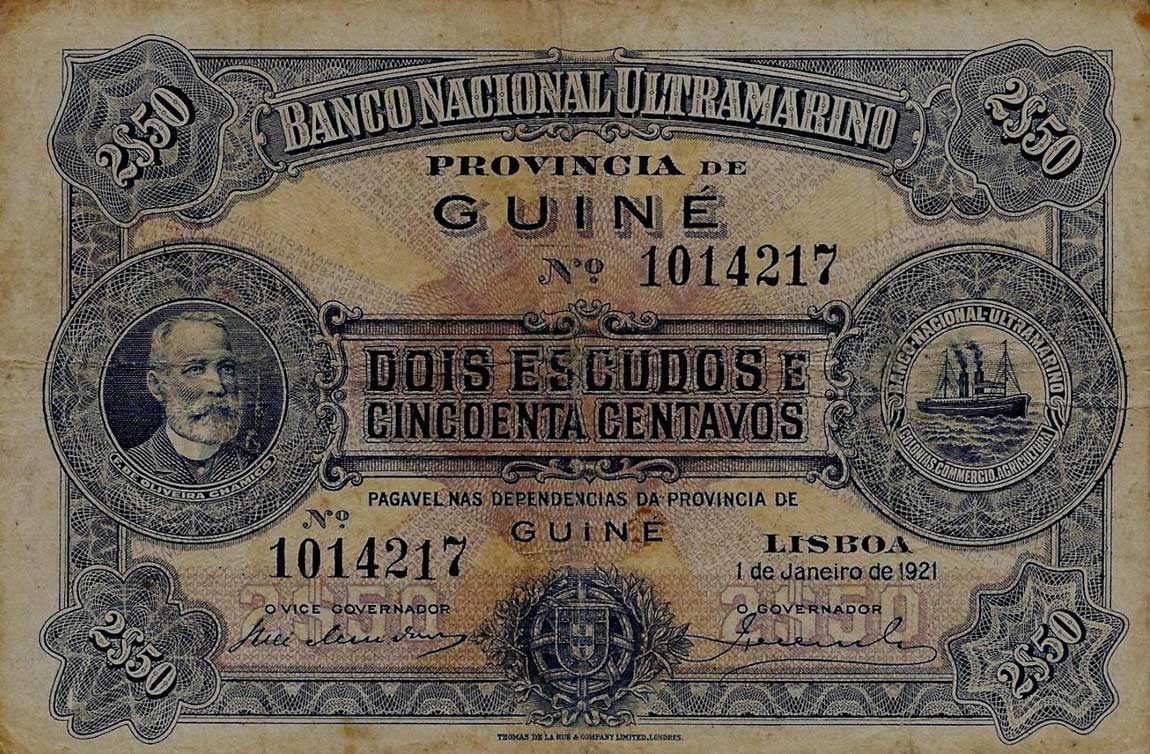 2$50
2$50
BANCO NACIONAL ULTRAMARINO
PROVINCIA DE
GUINÉ
Nº 1014217
DOIS ESCUDOS E
CINCOENTA CENTAVOS
C. DE OLIVEIRA CHAMIÇO
BANCO-NACIONAL-ULTRAMARINO
COLONIAS, COMMERCIO, AGRICULTURA
PAGAVEL NAS DEPENDENCIAS DA PROVINCIA DE
GUINÉ
Nº
1014217
LISBOA
1 de Janeiro de 1921
O VICE GOVERNADOR
O GOVERNADOR
2$50
2$50
2$50
2$50
THOMAS DE LA RUE & COMPANY LIMITED, LONDRES.